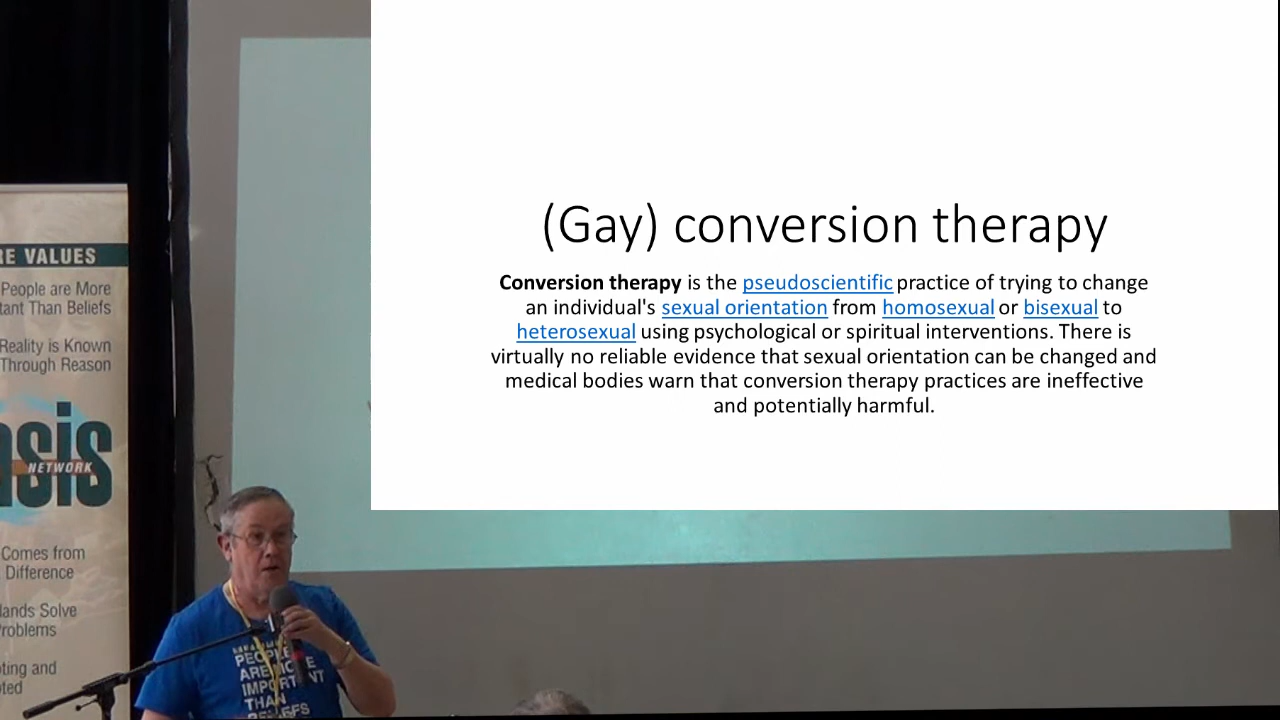 (Gay) conversion therapy
Conversion therapy is the pseudoscientific practice of trying to change
an individual's sexual orientation from homosexual or bisexual to
heterosexual using psychological or spiritual interventions. There is
virtually no reliable evidence that sexual orientation can be changed and
medical bodies warn that conversion therapy practices are ineffective
and potentially harmful.
RE VALUES
People are More
tant Than Beliefs
Reality is Known
Through Reason
asis
NETWORK
Comes from
Difference
lands Solve
roblems
ting and
ted
PEOPLE
ARE MORE
IMPORTANT
THAN
BELIEFS